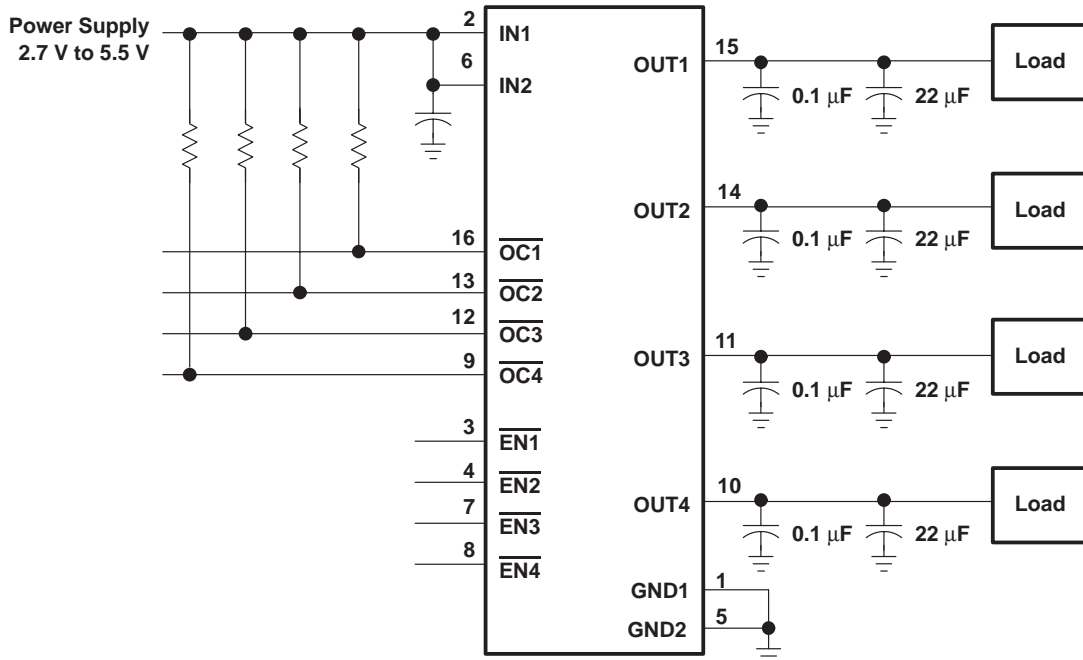 Power Supply
2.7 V to 5.5 V
2
IN1
6
IN2
16
OC1
13
OC2
12
OC3
9
OC4
3
EN1
4
EN2
7
EN3
8
EN4
OUT1
15
0.1 μF
22 μF
Load
OUT2
14
0.1 μF
22 μF
Load
OUT3
11
0.1 μF
22 μF
Load
OUT4
10
0.1 μF
22 μF
Load
GND1
1
GND2
5